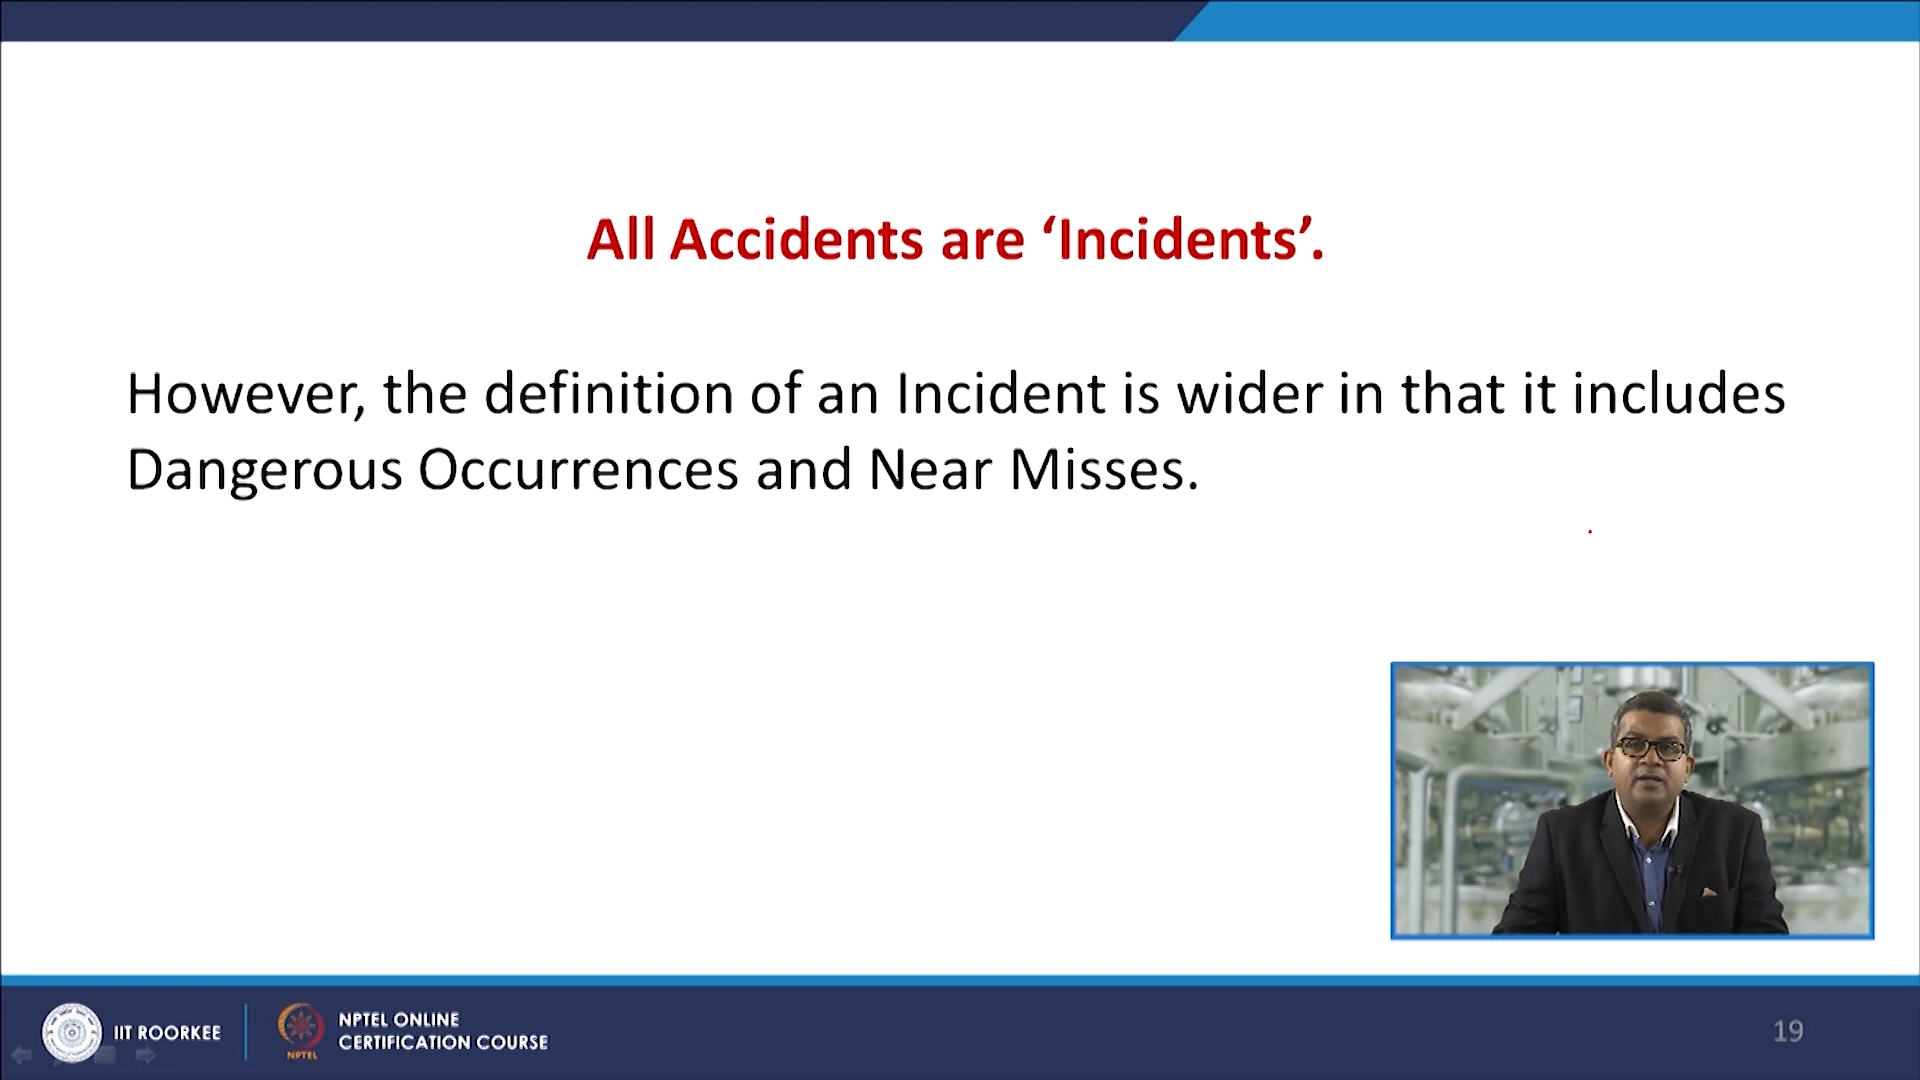 All Accidents are ‘Incidents’.
However, the definition of an Incident is wider in that it includes
Dangerous Occurrences and Near Misses.
IIT ROORKEE
NPTEL
NPTEL ONLINE
CERTIFICATION COURSE
19